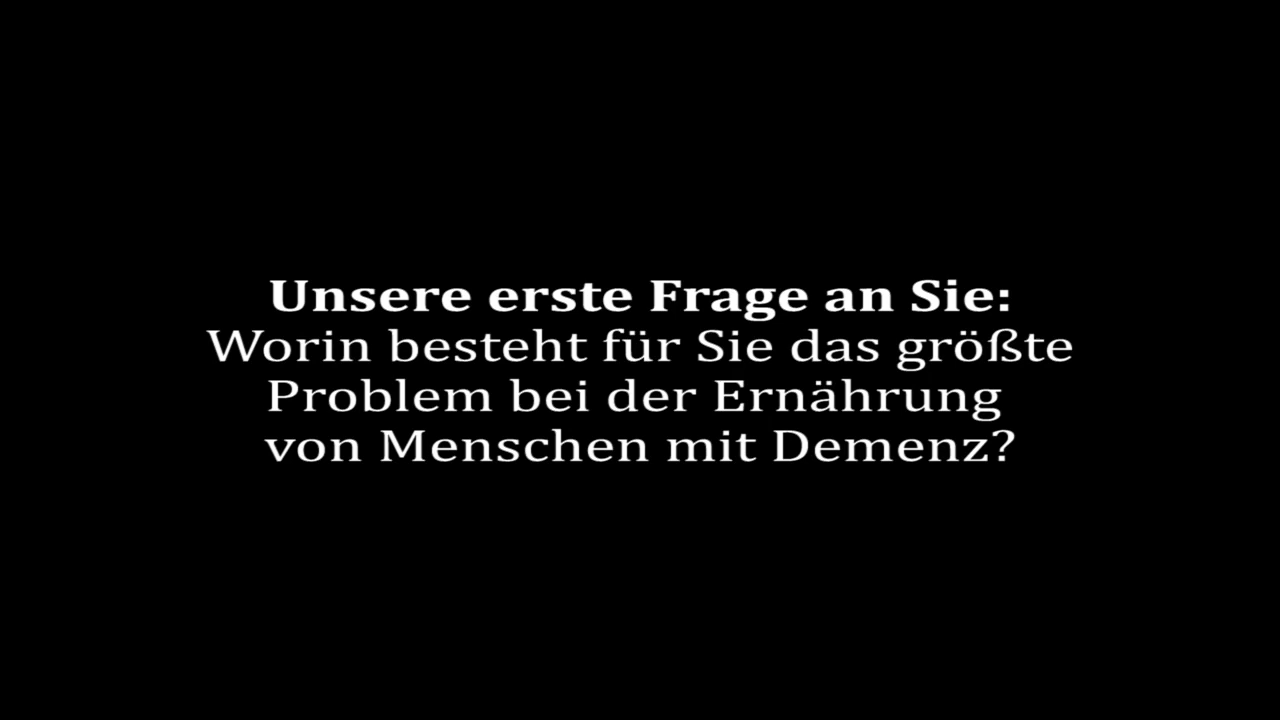 Unsere erste Frage an Sie:
Worin besteht für Sie das größte
Problem bei der Ernährung
von Menschen mit Demenz?